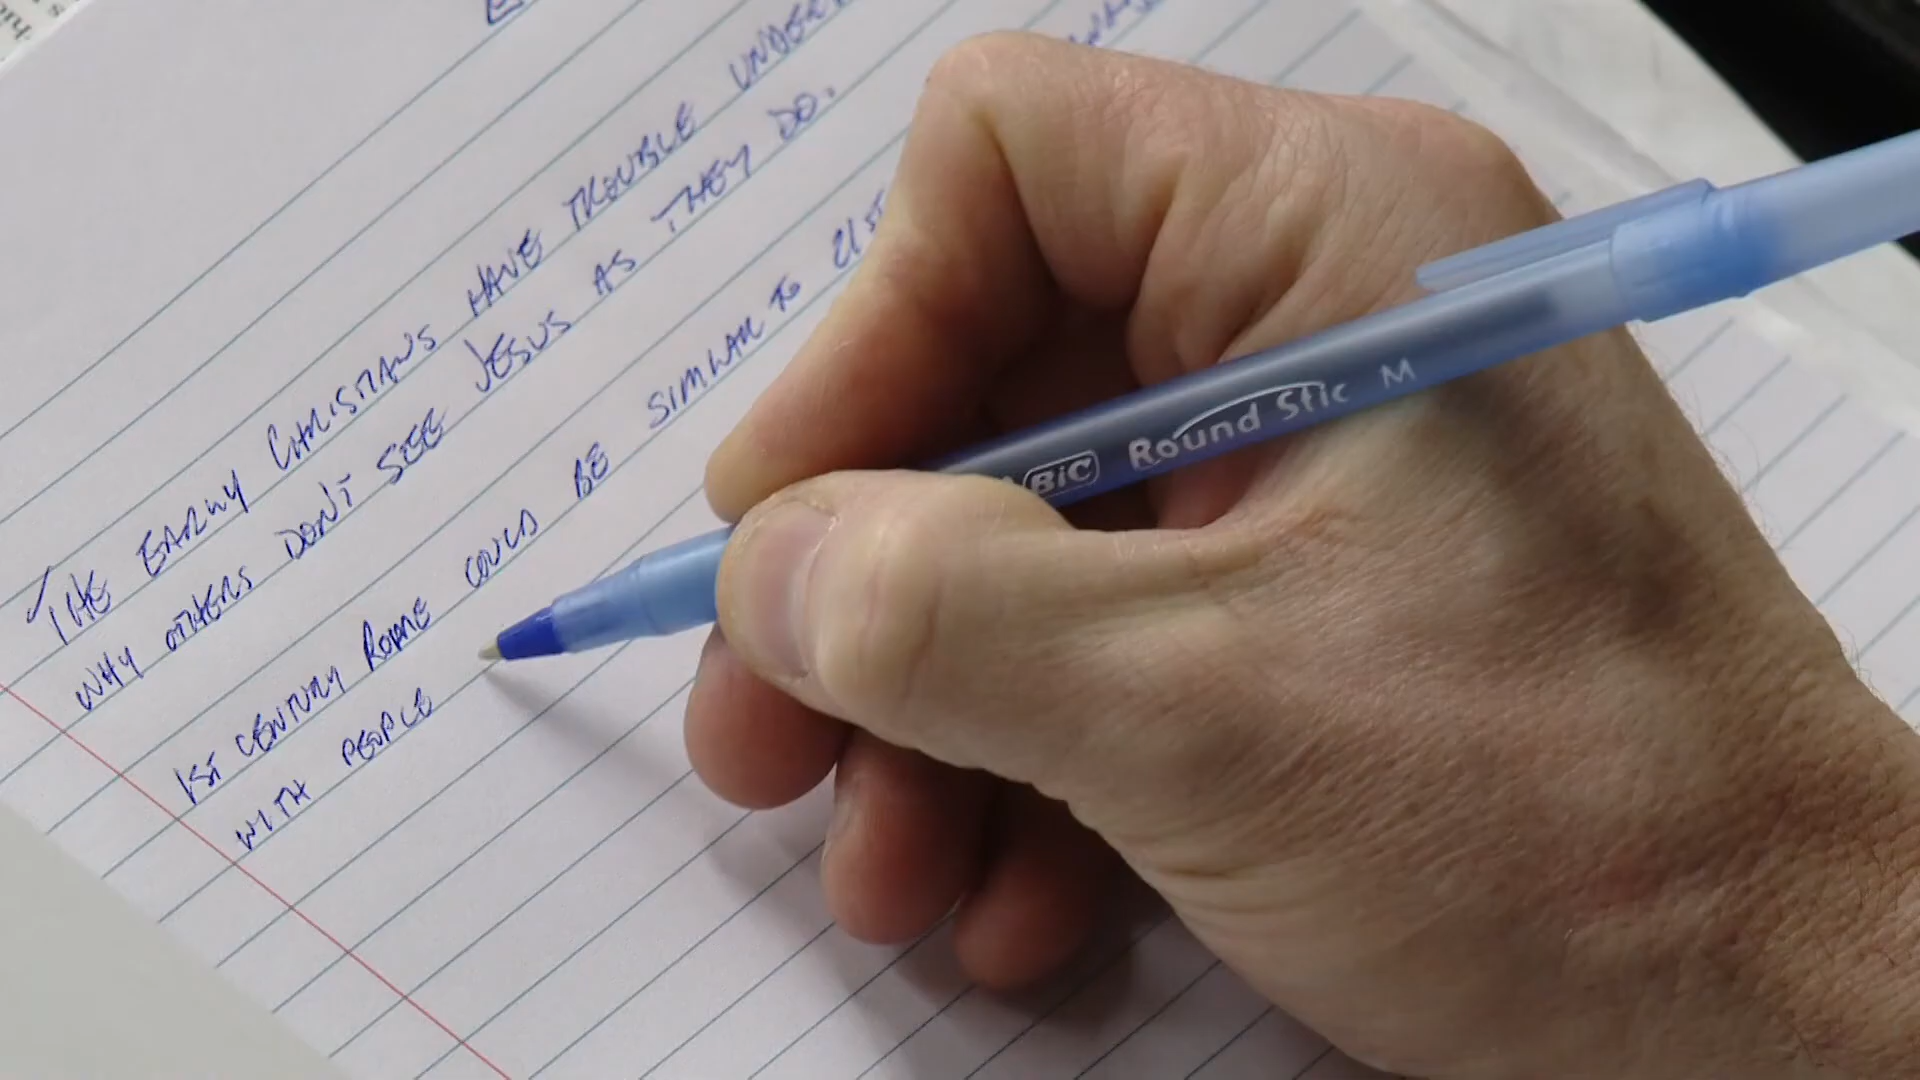 THE EARLY CHRISTIANS HAVE TROUBLE
WHY OTHERS DON'T SEE JESUS AS THEY DO.
1ST CENTURY ROME COULD BE SIMILAR TO 21ST
WITH PEOPLE
BIC Round Stic M